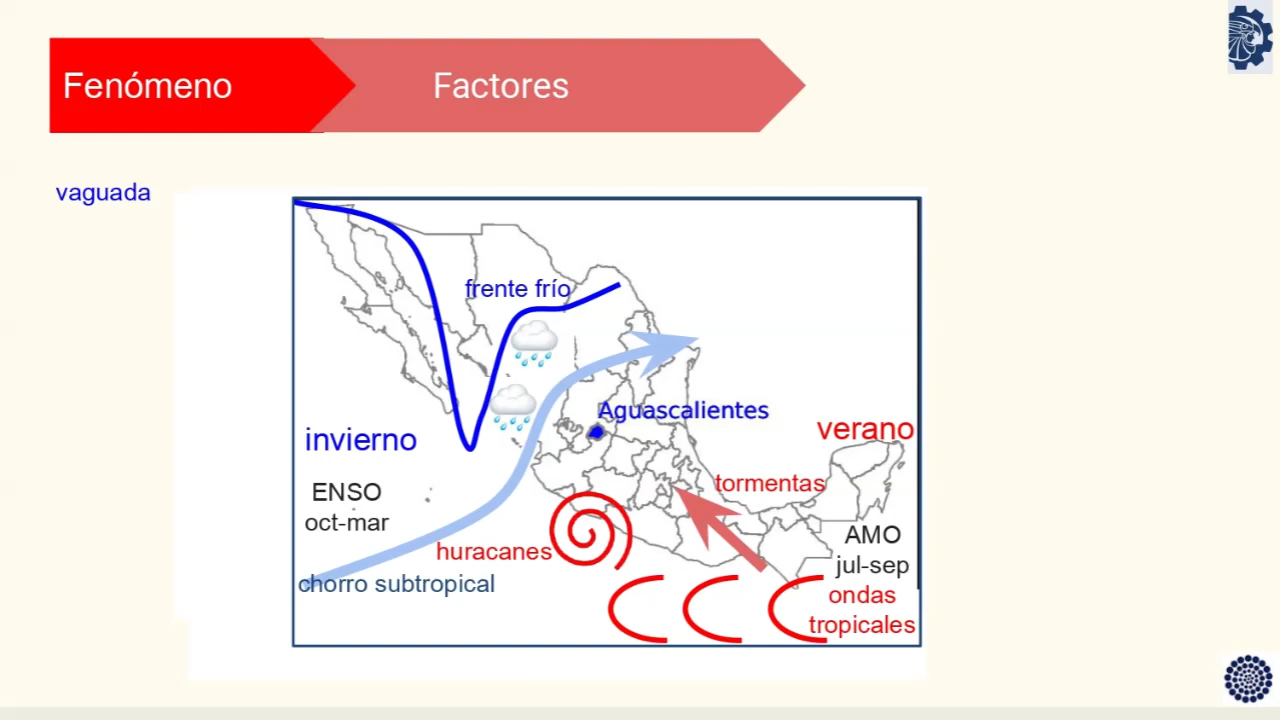 Fenómeno
Factores
vaguada
frente frío
Aguascalientes
invierno
verano
ENSO
oct-mar
tormentas
huracanes
AMO
jul-sep
chorro subtropical
ondas
tropicales